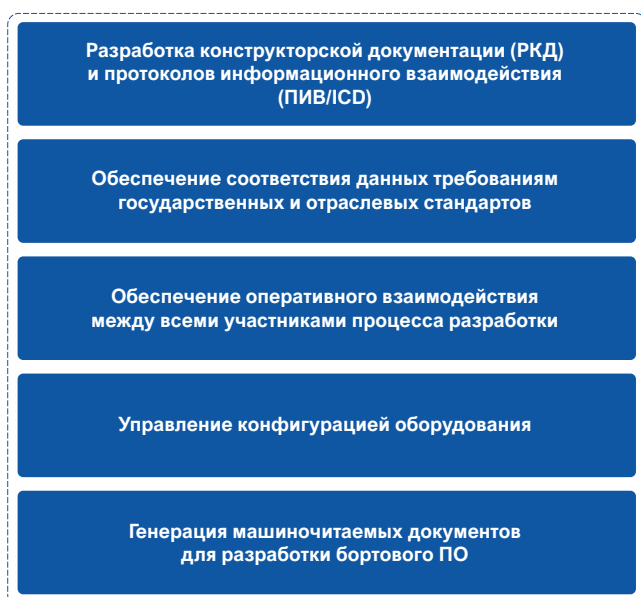 Разработка конструкторской документации (РКД)
и протоколов информационного взаимодействия
(ПИВ/ICD)
Обеспечение соответствия данных требованиям
государственных и отраслевых стандартов
Обеспечение оперативного взаимодействия
между всеми участниками процесса разработки
Управление конфигурацией оборудования
Генерация машиночитаемых документов
для разработки бортового ПО